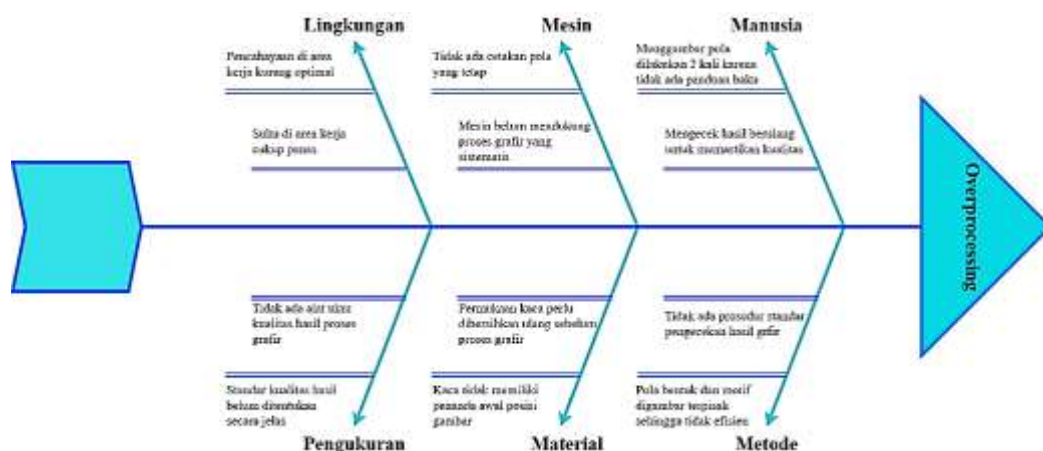 Lingkungan
Mesin
Manusia
Pencahayaan di area
kerja kurang optimal
Tidak ada cetakan pola
yang tetap
Menggambar pola
dilakukan 2 kali karena
tidak ada panduan baku
Suhu di area kerja
cukup panas
Mesin belum mendukung
proses grafir yang
sistematis
Mengecek hasil berulang
untuk memastikan kualitas
Overprocessing
Tidak ada alat ukur
kualitas hasil proses
grafir
Permukaan kaca perlu
dibersihkan ulang sebelum
proses grafir
Tidak ada prosedur standar
pengecekan hasil
Standar kualitas hasil
belum ditentukan
secara jelas
Kaca tidak memiliki
penanda awal posisi
gambar
Pola bentuk dan motif
digambar terpisah
sehingga tidak efisien
Pengukuran
Material
Metode